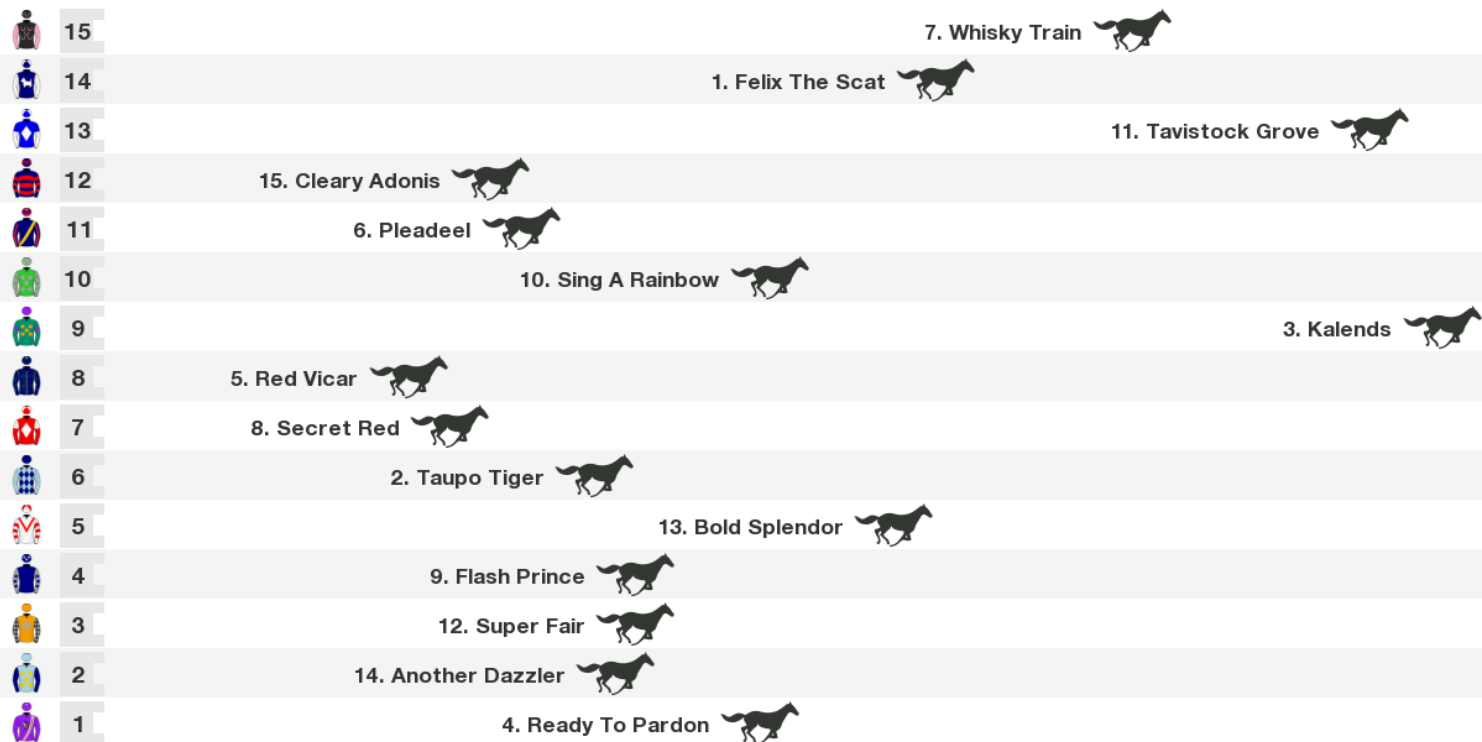 15 7. Whisky Train
14 1. Felix The Scat
13 11. Tavistock Grove
12 15. Cleary Adonis
11 6. Pleadeel
10 10. Sing A Rainbow
9 3. Kalends
8 5. Red Vicar
7 8. Secret Red
6 2. Taupo Tiger
5 13. Bold Splendor
4 9. Flash Prince
3 12. Super Fair
2 14. Another Dazzler
1 4. Ready To Pardon